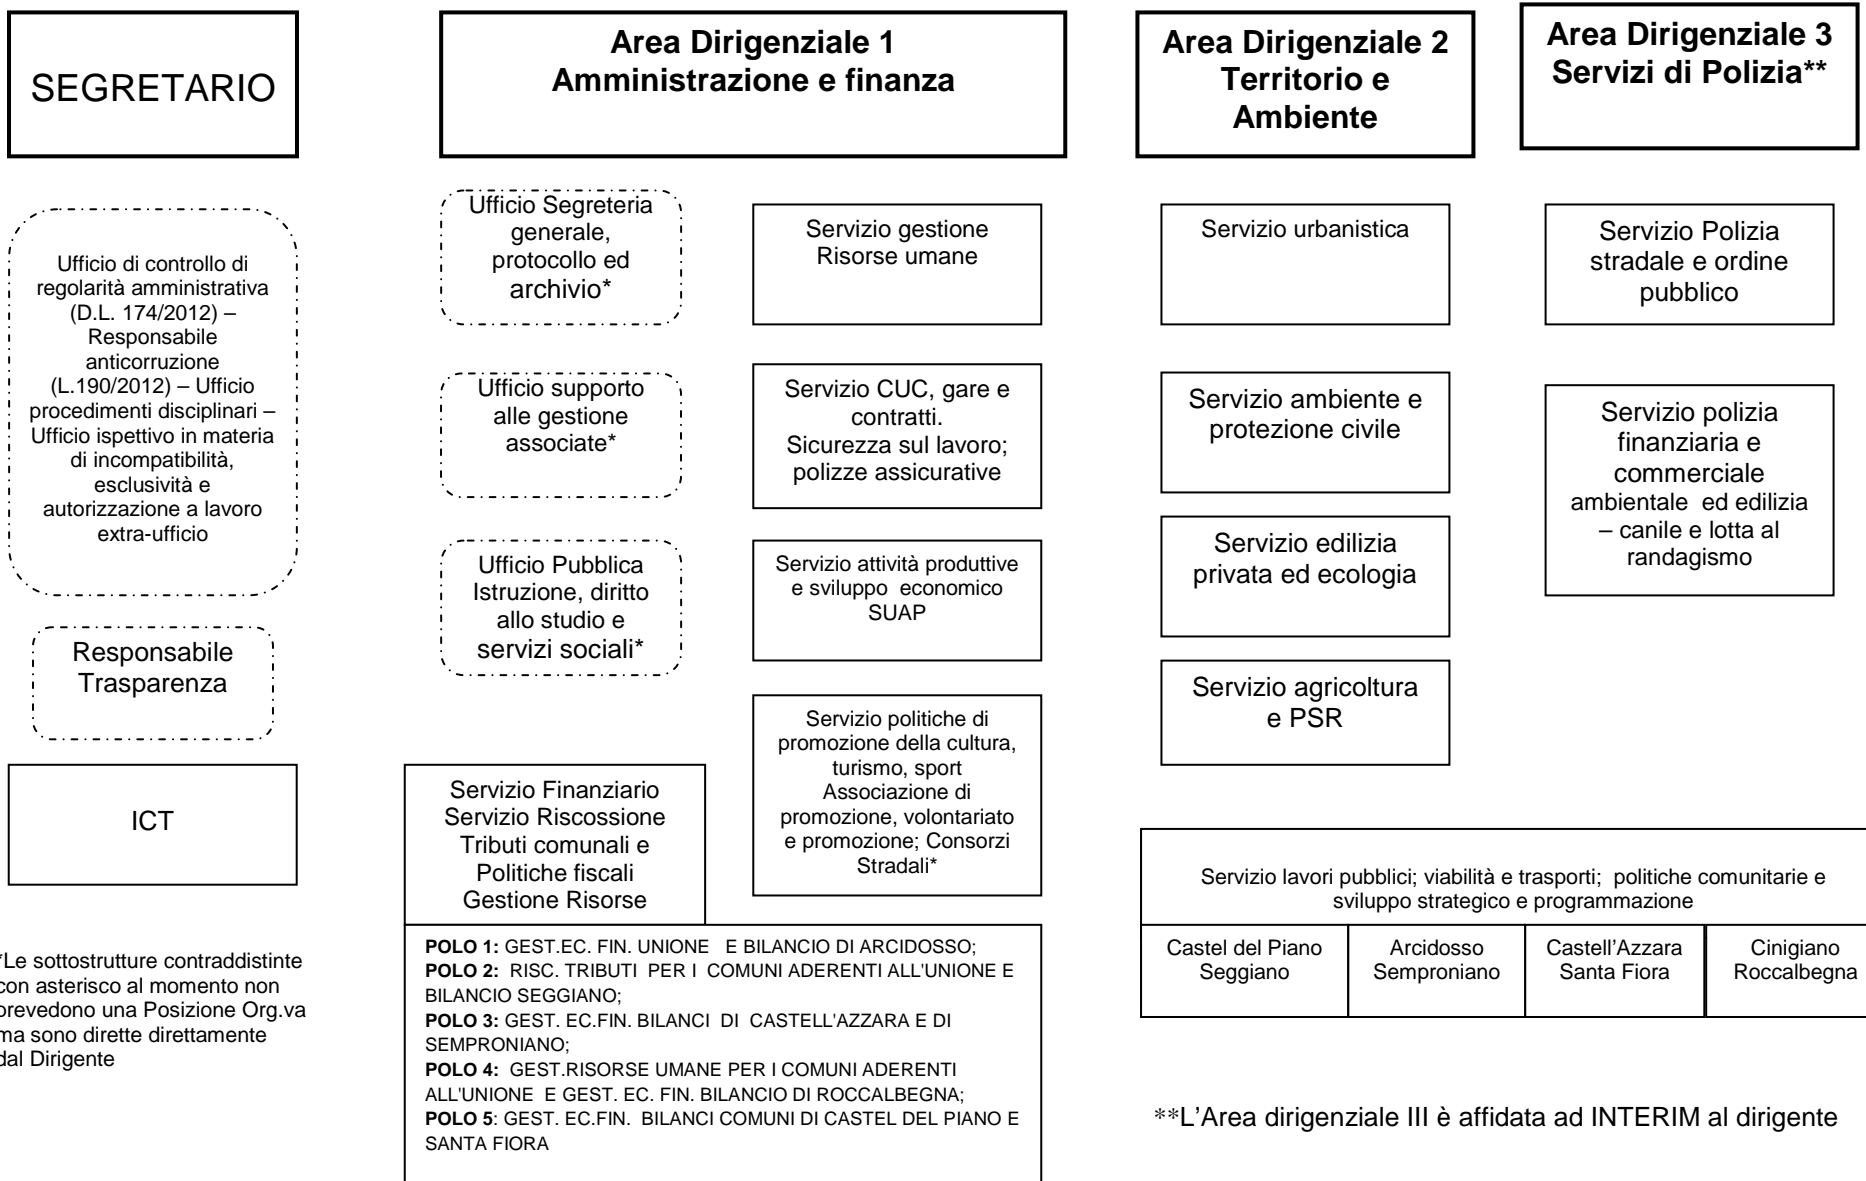 SEGRETARIO
Area Dirigenziale 1
Amministrazione e finanza
Area Dirigenziale 2
Territorio e
Ambiente
Area Dirigenziale 3
Servizi di Polizia**
Ufficio di controllo di
regolarità amministrativa
(D.L. 174/2012) –
Responsabile
anticorruzione
(L.190/2012) – Ufficio
procedimenti disciplinari –
Ufficio ispettivo in materia
di incompatibilità,
esclusività e
autorizzazione a lavoro
extra-ufficio
Responsabile
Trasparenza
ICT
*Le sottostrutture contraddistinte
con asterisco al momento non
prevedono una Posizione Org.va
ma sono dirette direttamente
dal Dirigente
Ufficio Segreteria
generale,
protocollo ed
archivio*
Ufficio supporto
alle gestione
associate*
Ufficio Pubblica
Istruzione, diritto
allo studio e
servizi sociali*
Servizio gestione
Risorse umane
Servizio CUC, gare e
contratti.
Sicurezza sul lavoro;
polizze assicurative
Servizio attività produttive
e sviluppo economico
SUAP
Servizio politiche di
promozione della cultura,
turismo, sport
Associazione di
promozione, volontariato
e promozione; Consorzi
Stradali*
Servizio Finanziario
Servizio Riscossione
Tributi comunali e
Politiche fiscali
Gestione Risorse
POLO 1: GEST.EC. FIN. UNIONE E BILANCIO DI ARCIDOSSO;
POLO 2: RISC. TRIBUTI PER I COMUNI ADERENTI ALL'UNIONE E
BILANCIO SEGGIANO;
POLO 3: GEST. EC.FIN. BILANCI DI CASTELL'AZZARA E DI
SEMPRONIANO;
POLO 4: GEST.RISORSE UMANE PER I COMUNI ADERENTI
ALL'UNIONE E GEST. EC. FIN. BILANCIO DI ROCCALBEGNA;
POLO 5: GEST. EC.FIN. BILANCI COMUNI DI CASTEL DEL PIANO E
SANTA FIORA
Servizio urbanistica
Servizio ambiente e
protezione civile
Servizio edilizia
privata ed ecologia
Servizio agricoltura
e PSR
Servizio Polizia
stradale e ordine
pubblico
Servizio polizia
finanziaria e
commerciale
ambientale ed edilizia
– canile e lotta al
randagismo
Servizio lavori pubblici; viabilità e trasporti; politiche comunitarie e
sviluppo strategico e programmazione
Castel del Piano
Seggiano
Arcidosso
Semproniano
Castell'Azzara
Santa Fiora
Cinigiano
Roccalbegna
**L'Area dirigenziale III è affidata ad INTERIM al dirigente